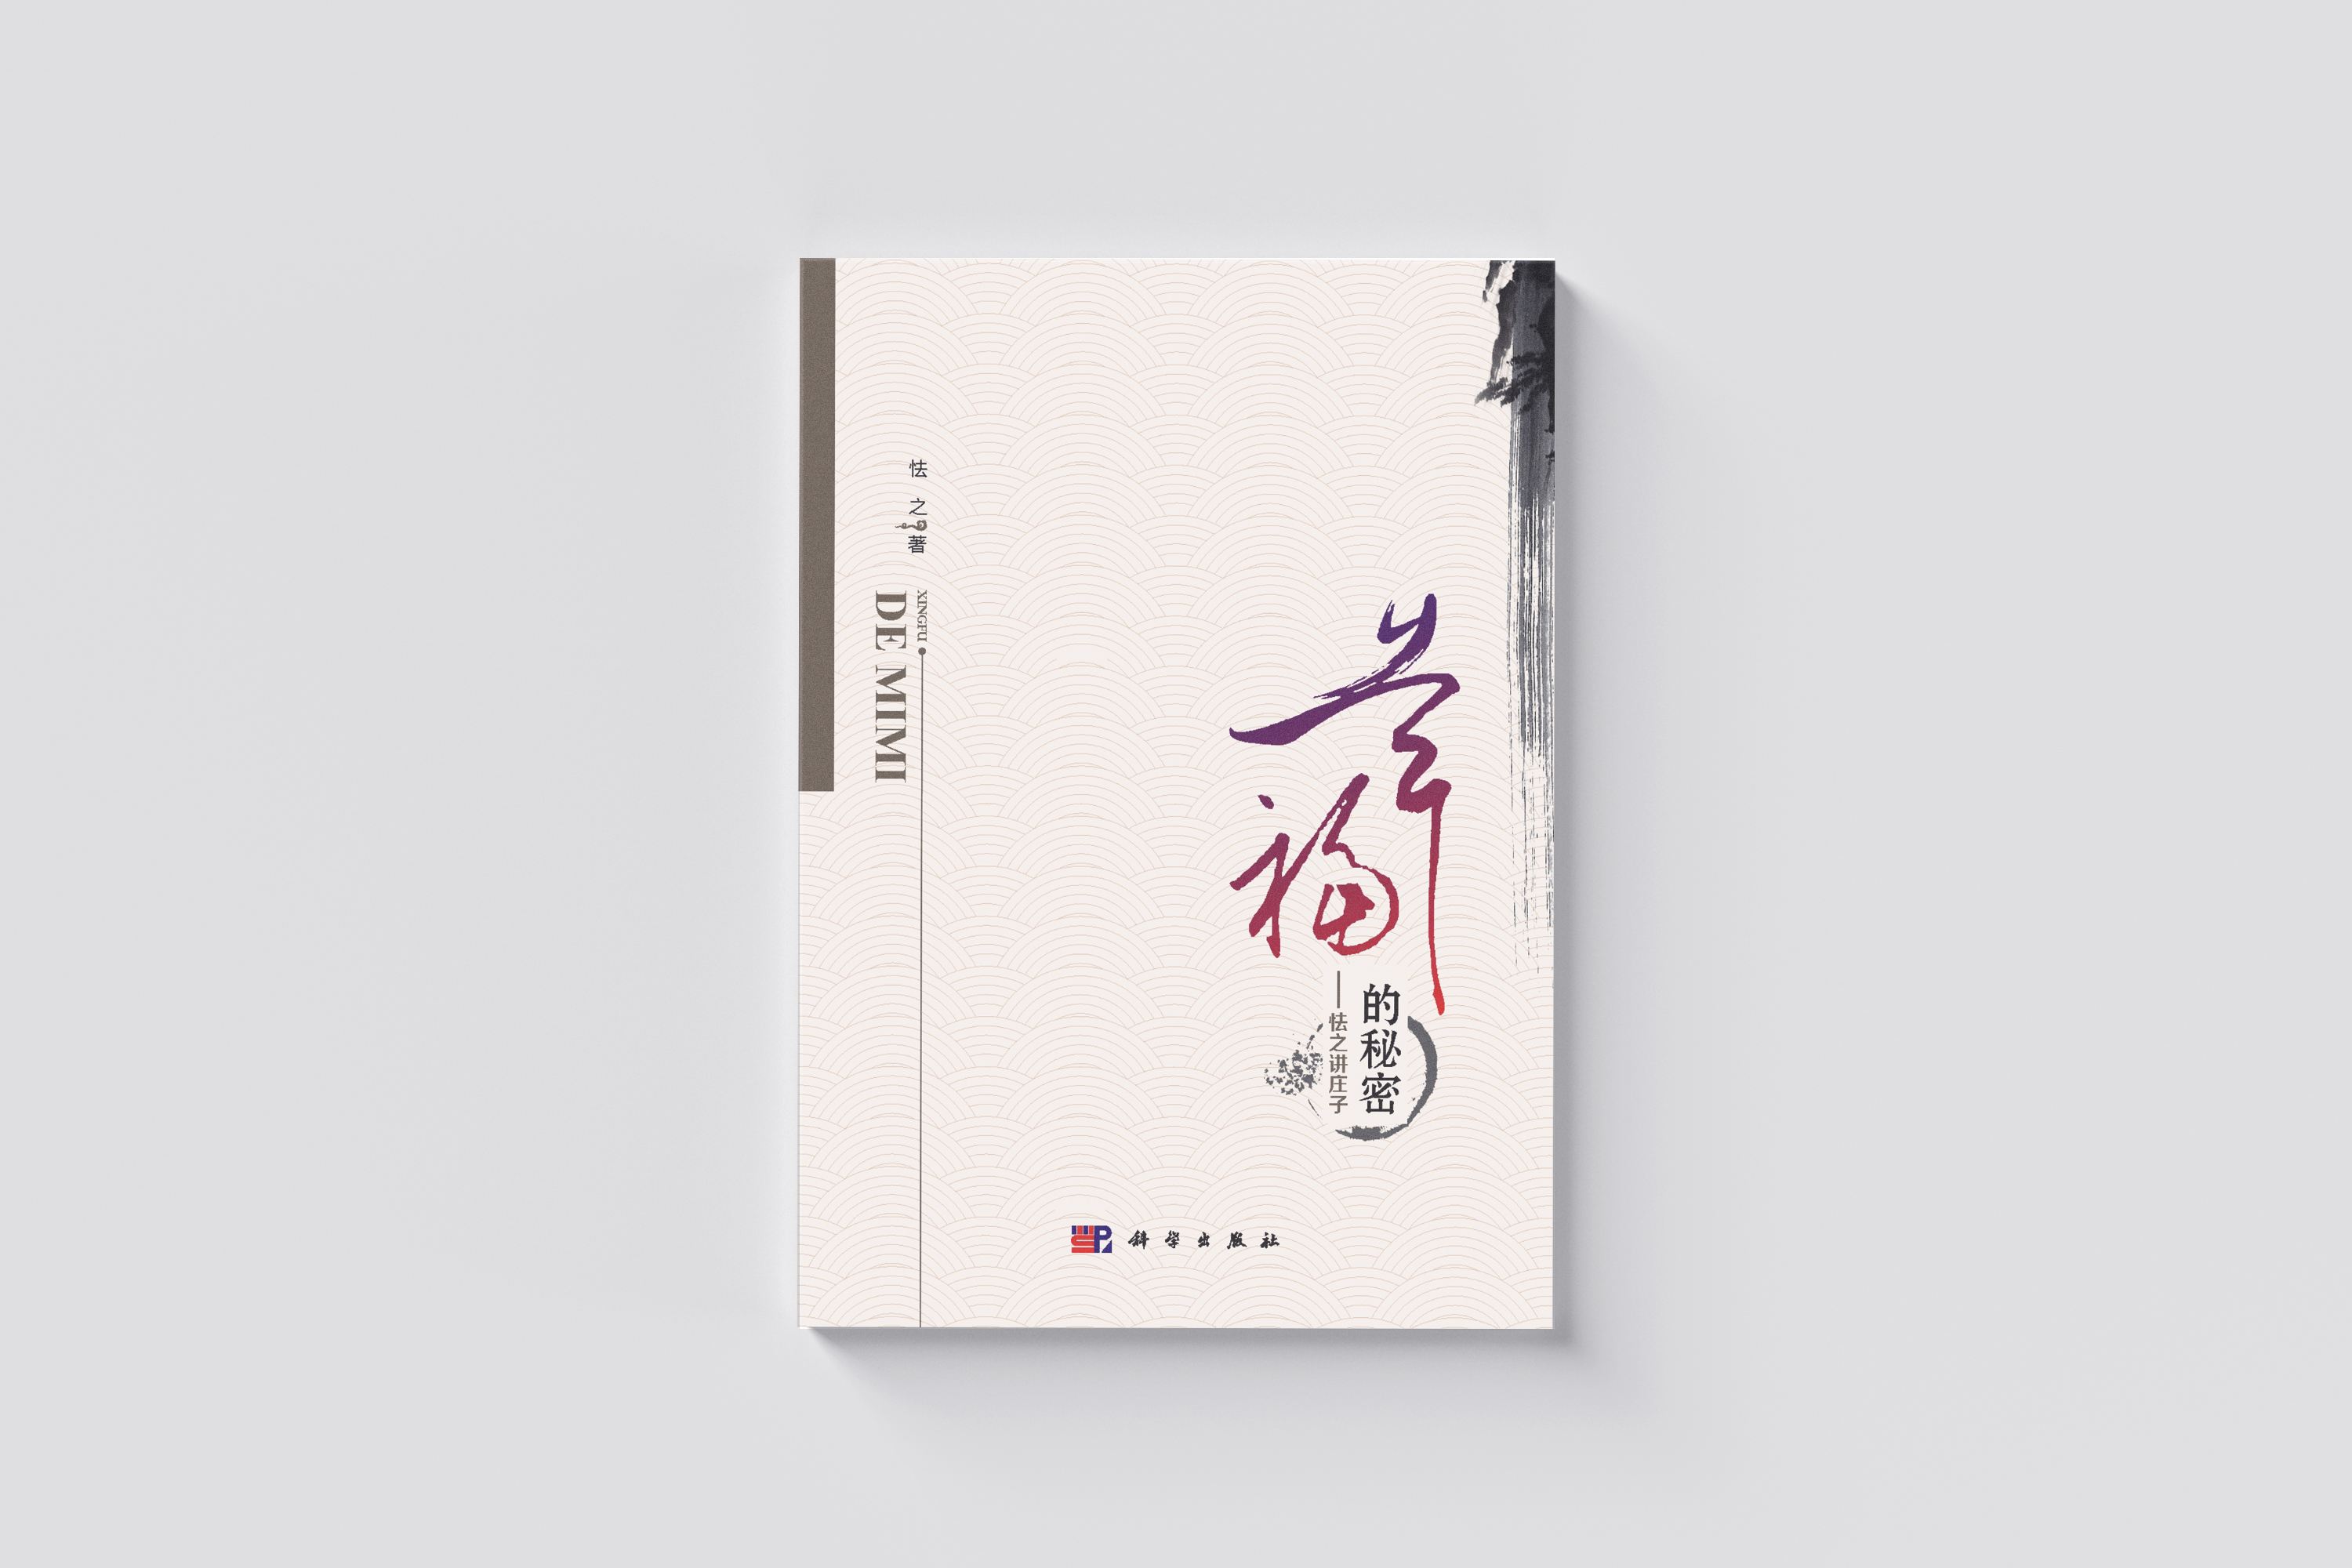 幸福
的秘密
——怯之讲庄子
怯之 著
XINGFU
DE MIMI
科学出版社